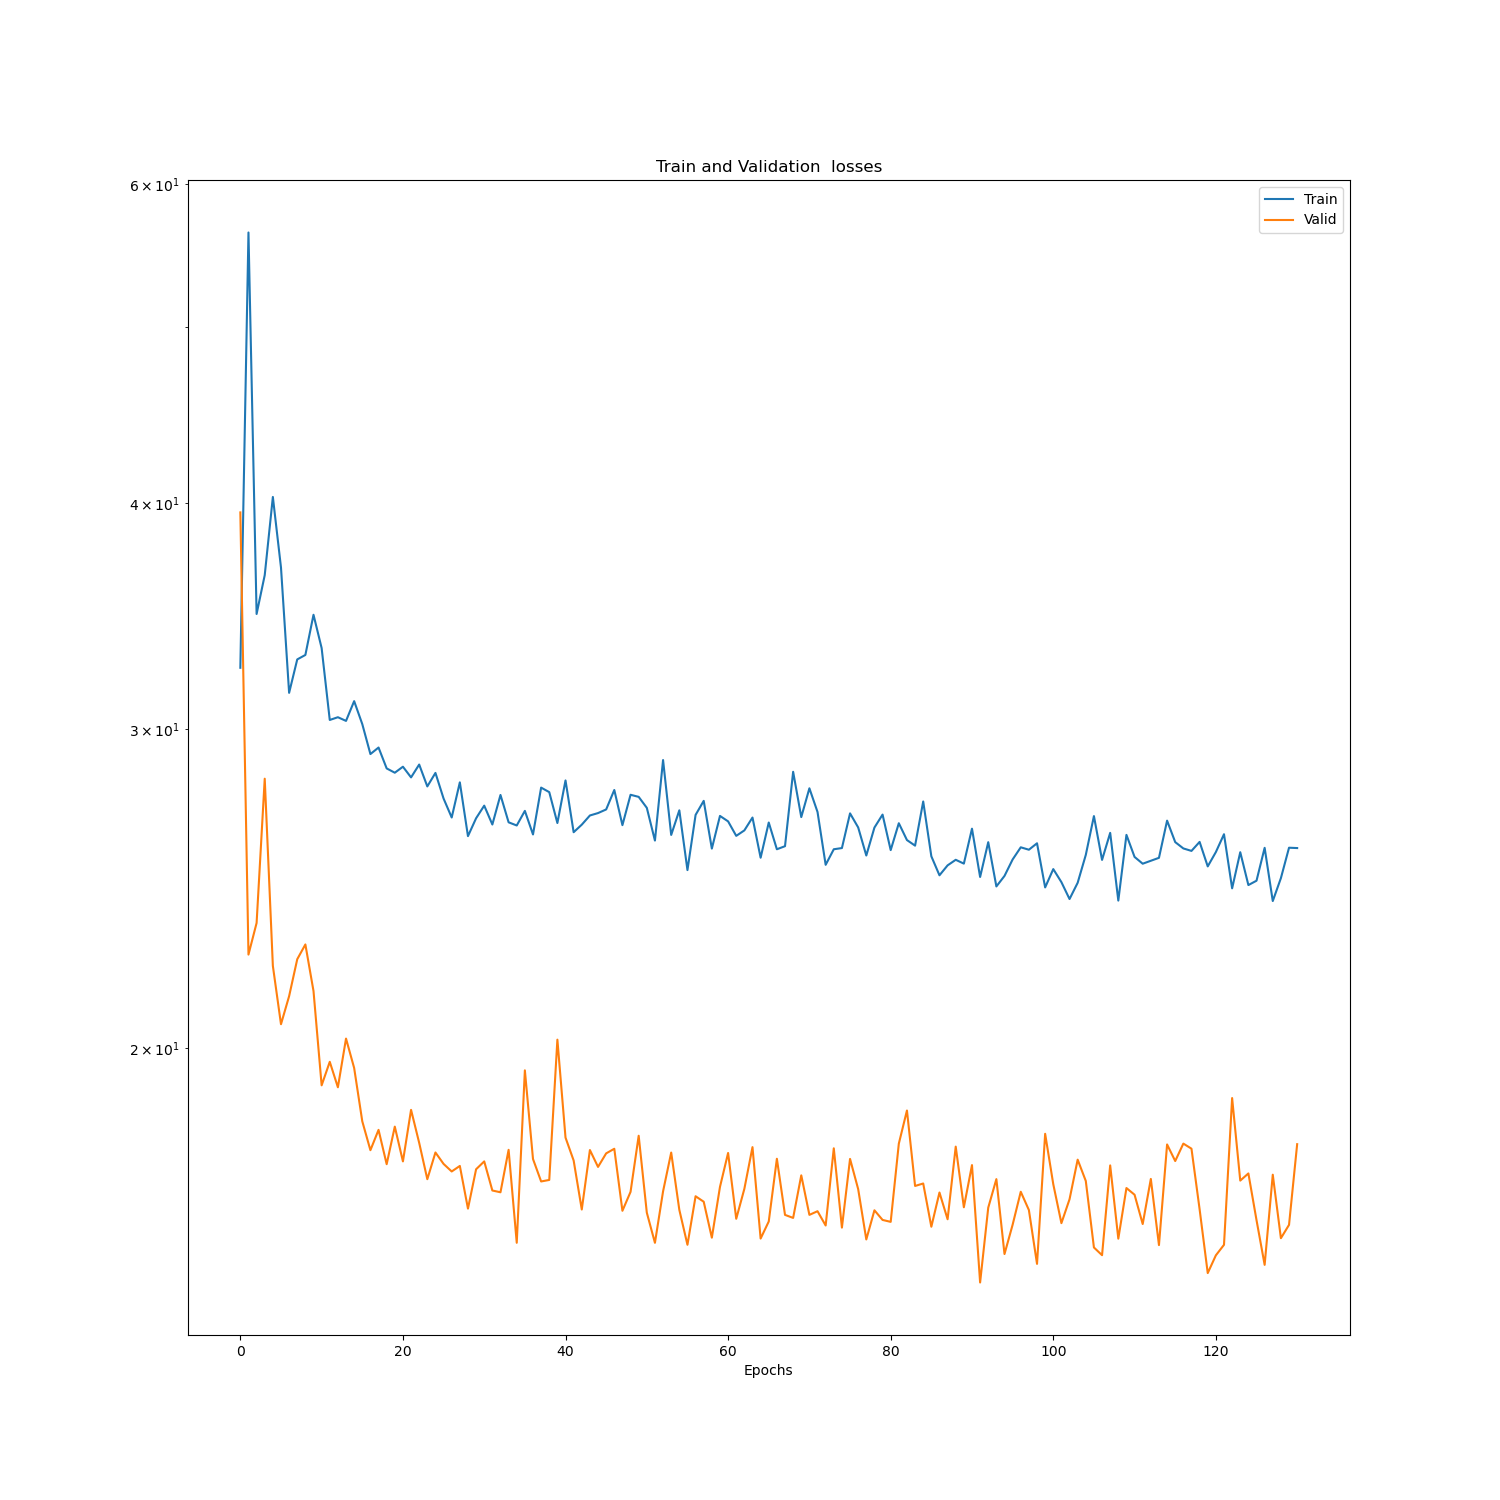 Train and Validation  losses
6 × 10¹
4 × 10¹
3 × 10¹
2 × 10¹
Train
Valid
0 20 40 60 80 100 120
Epochs